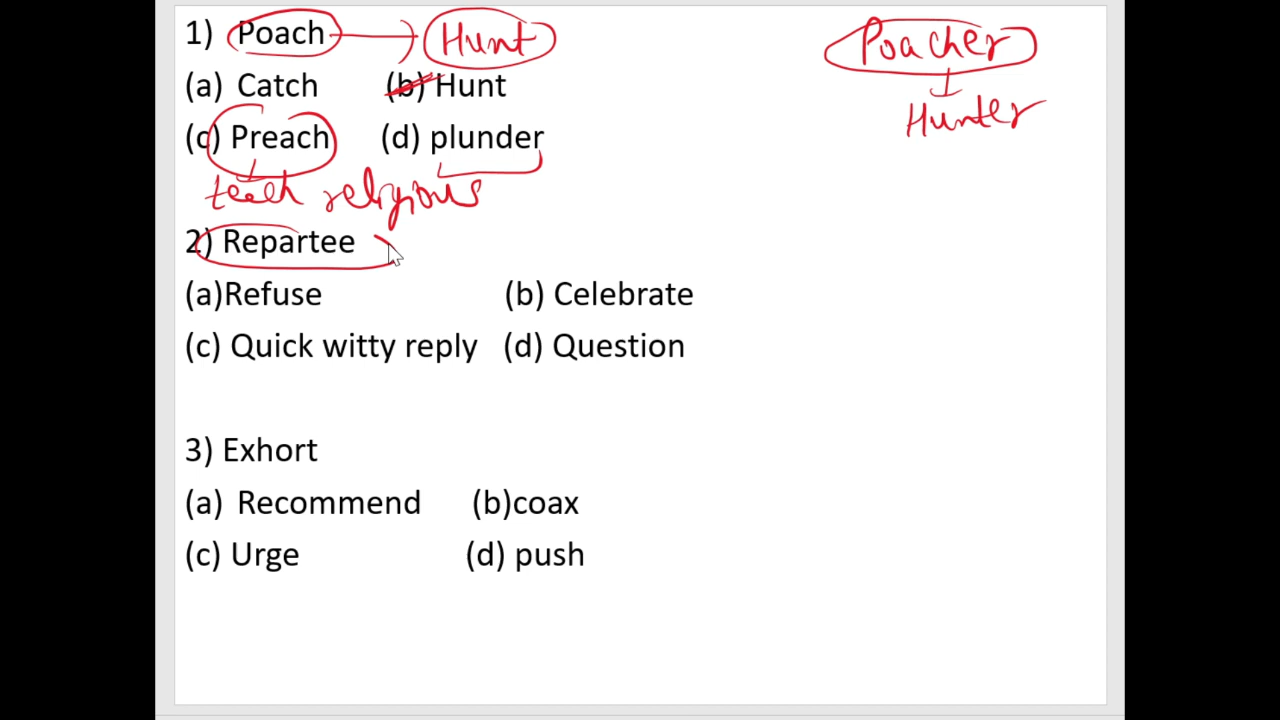 1) Poach Hunt Poacher
(a) Catch (b) Hunt Hunter
(c) Preach (d) plunder
teach religious
2) Repartee
(a)Refuse (b) Celebrate
(c) Quick witty reply (d) Question
3) Exhort
(a) Recommend (b)coax
(c) Urge (d) push